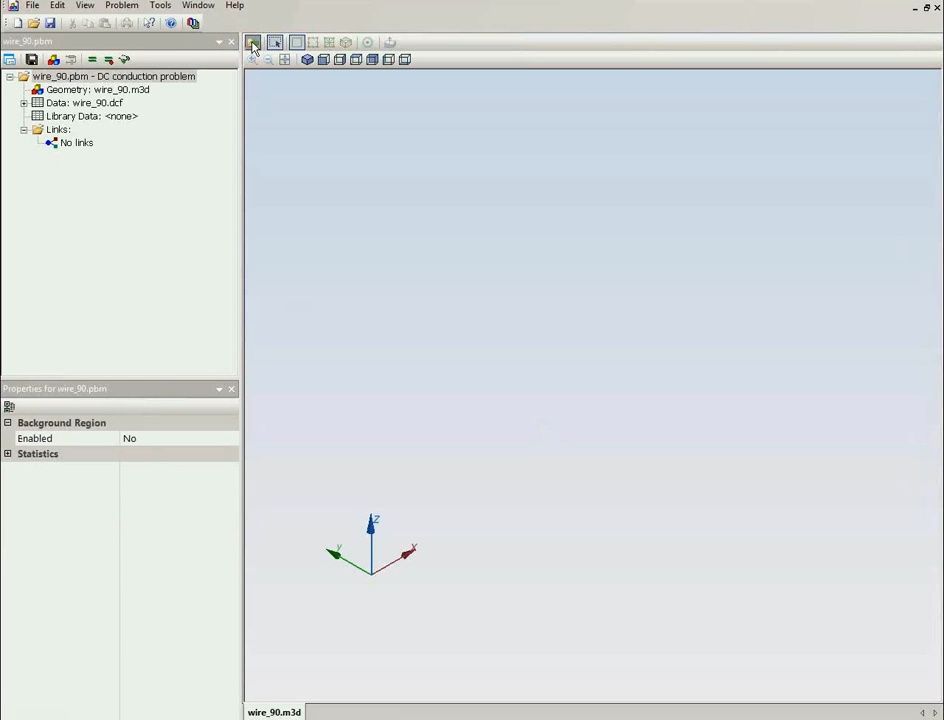 File Edit View Problem Tools Window Help
wire_90.pbm
wire_90.pbm - DC conduction problem
Geometry: wire_90.m3d
Data: wire_90.dcf
Library Data: <none>
Links:
No links
Properties for wire_90.pbm
Background Region
Enabled No
Statistics
z
y
x
wire_90.m3d